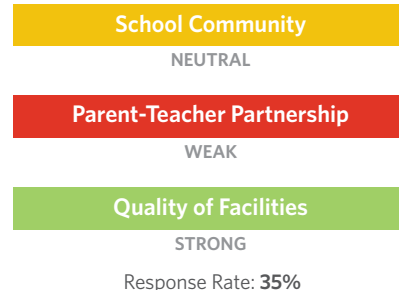 School Community
NEUTRAL
Parent-Teacher Partnership
WEAK
Quality of Facilities
STRONG
Response Rate: 35%